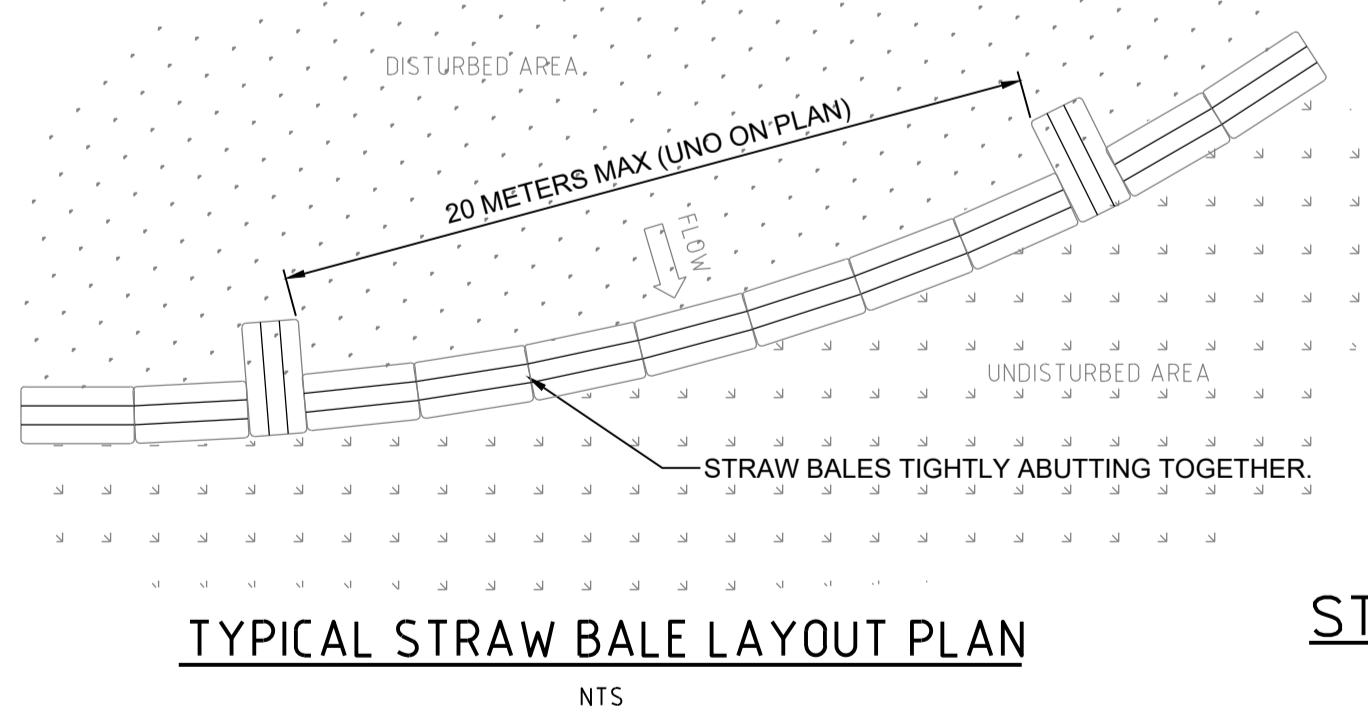 DISTURBED AREA.
20 METERS MAX (UNO ON PLAN)
FLOW
UNDISTURBED AREA
STRAW BALES TIGHTLY ABUTTING TOGETHER.
TYPICAL STRAW BALE LAYOUT PLAN
ST
NTS